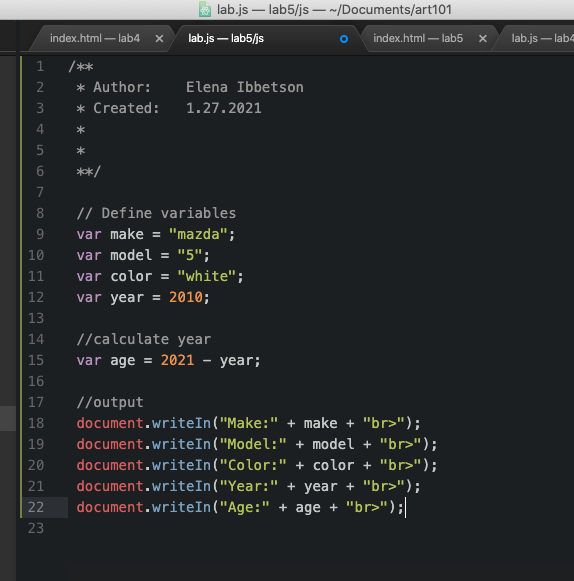 lab.js — lab5/js — ~/Documents/art101
index.html — lab4 ✕ lab.js — lab5/js index.html — lab5 ✕ lab.js — lab4
1 /**
2 * Author: Elena Ibbetson
3 * Created: 1.27.2021
4 *
5 *
6 **/
7
8 // Define variables
9 var make = "mazda";
10 var model = "5";
11 var color = "white";
12 var year = 2010;
13
14 //calculate year
15 var age = 2021 - year;
16
17 //output
18 document.writeIn("Make:" + make + "br>");
19 document.writeIn("Model:" + model + "br>");
20 document.writeIn("Color:" + color + "br>");
21 document.writeIn("Year:" + year + "br>");
22 document.writeIn("Age:" + age + "br>");
23